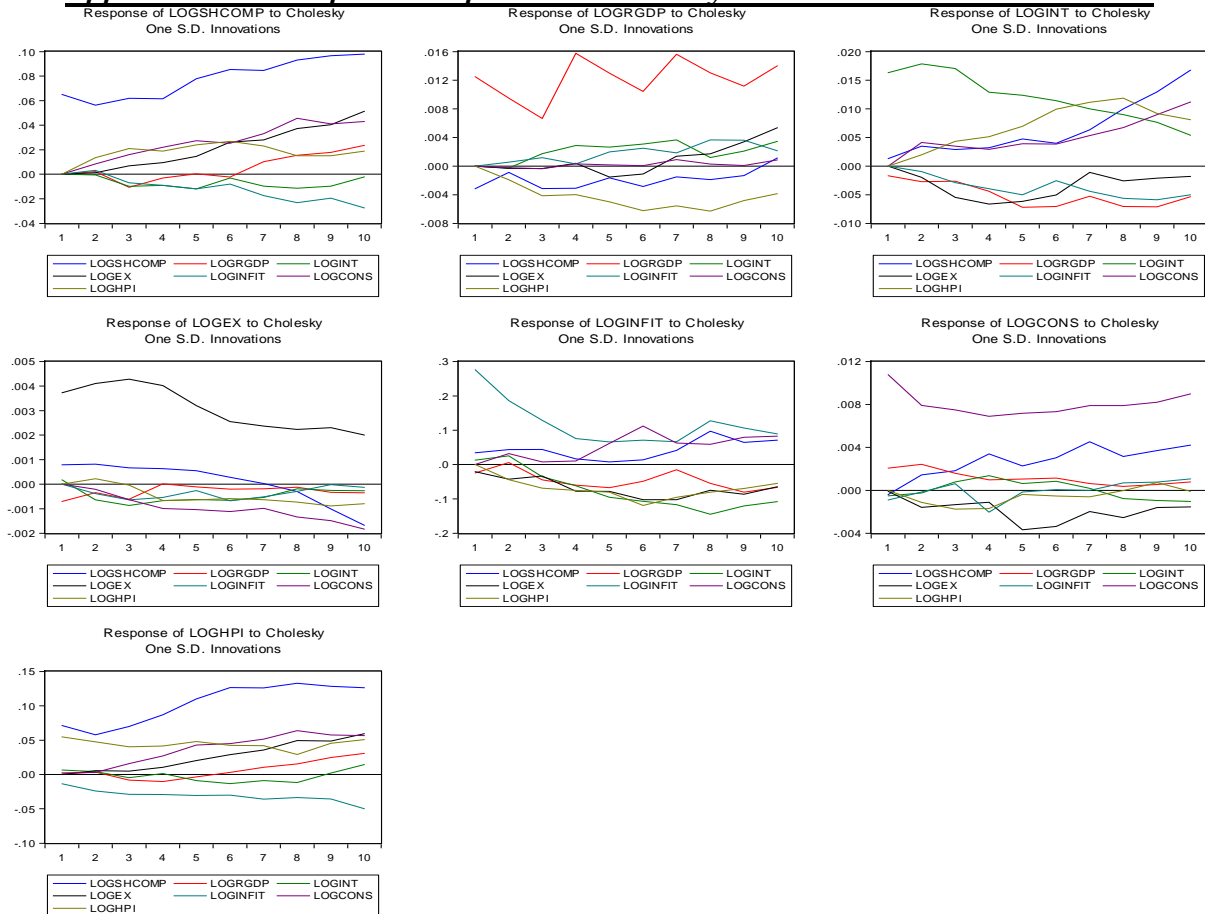 Response of LOGSHCOMP to Cholesky
One S.D. Innovations
.10
.08
.06
.04
.02
.00
-.02
-.04
1 2 3 4 5 6 7 8 9 10
LOGSHCOMP LOGRGDP LOGINT
LOGEX LOGINFIT LOGCONS
LOGHPI
Response of LOGRGDP to Cholesky
One S.D. Innovations
.016
.012
.008
.004
.000
-.004
-.008
1 2 3 4 5 6 7 8 9 10
LOGSHCOMP LOGRGDP LOGINT
LOGEX LOGINFIT LOGCONS
LOGHPI
Response of LOGINT to Cholesky
One S.D. Innovations
.020
.015
.010
.005
.000
-.005
-.010
1 2 3 4 5 6 7 8 9 10
LOGSHCOMP LOGRGDP LOGINT
LOGEX LOGINFIT LOGCONS
LOGHPI
Response of LOGEX to Cholesky
One S.D. Innovations
.005
.004
.003
.002
.001
.000
-.001
-.002
1 2 3 4 5 6 7 8 9 10
LOGSHCOMP LOGRGDP LOGINT
LOGEX LOGINFIT LOGCONS
LOGHPI
Response of LOGINFIT to Cholesky
One S.D. Innovations
.3
.2
.1
.0
-.1
-.2
1 2 3 4 5 6 7 8 9 10
LOGSHCOMP LOGRGDP LOGINT
LOGEX LOGINFIT LOGCONS
LOGHPI
Response of LOGCONS to Cholesky
One S.D. Innovations
.012
.008
.004
.000
-.004
1 2 3 4 5 6 7 8 9 10
LOGSHCOMP LOGRGDP LOGINT
LOGEX LOGINFIT LOGCONS
LOGHPI
Response of LOGHPI to Cholesky
One S.D. Innovations
.15
.10
.05
.00
-.05
-.10
1 2 3 4 5 6 7 8 9 10
LOGSHCOMP LOGRGDP LOGINT
LOGEX LOGINFIT LOGCONS
LOGHPI